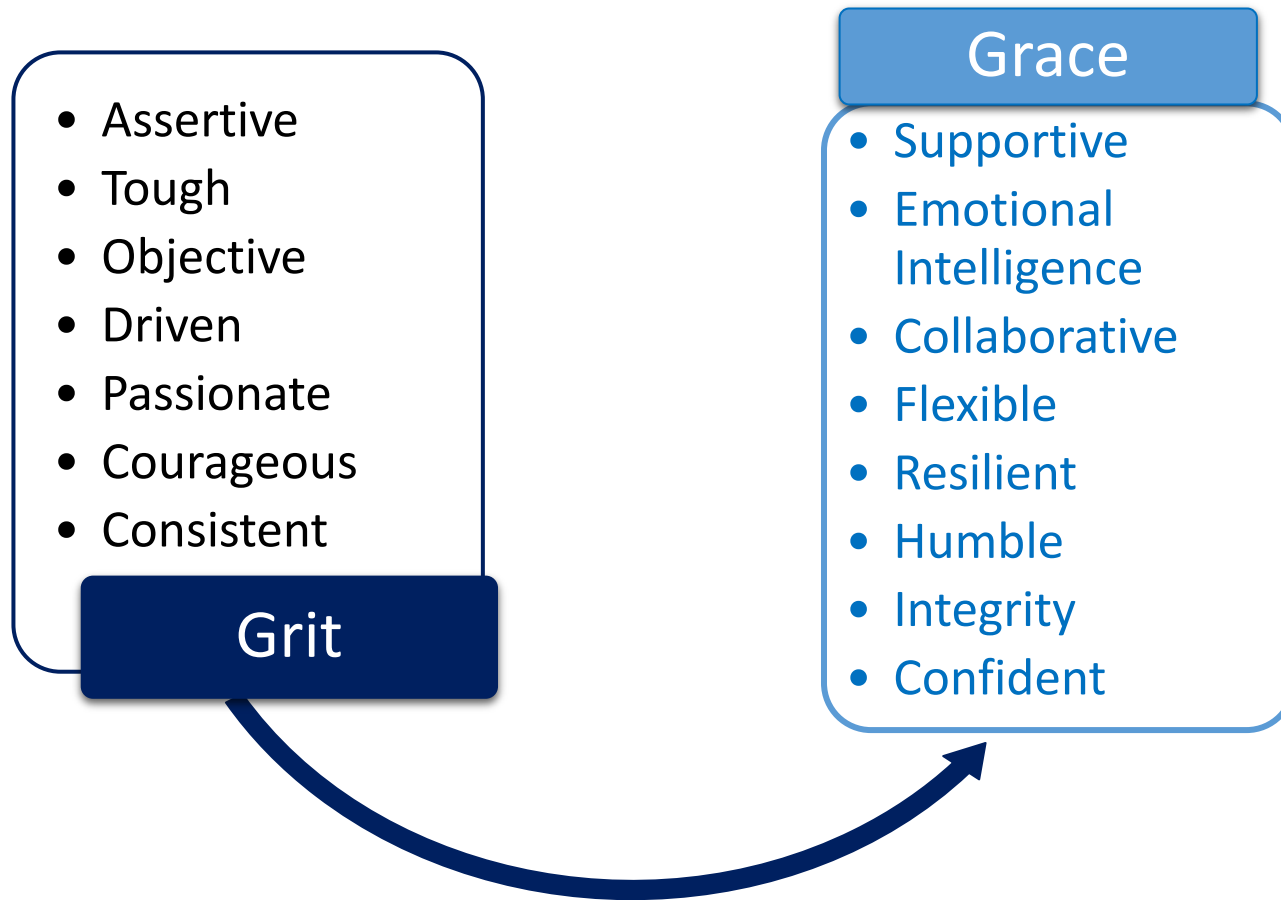 • Assertive
• Tough
• Objective
• Driven
• Passionate
• Courageous
• Consistent
Grit
Grace
• Supportive
• Emotional
Intelligence
• Collaborative
• Flexible
• Resilient
• Humble
• Integrity
• Confident